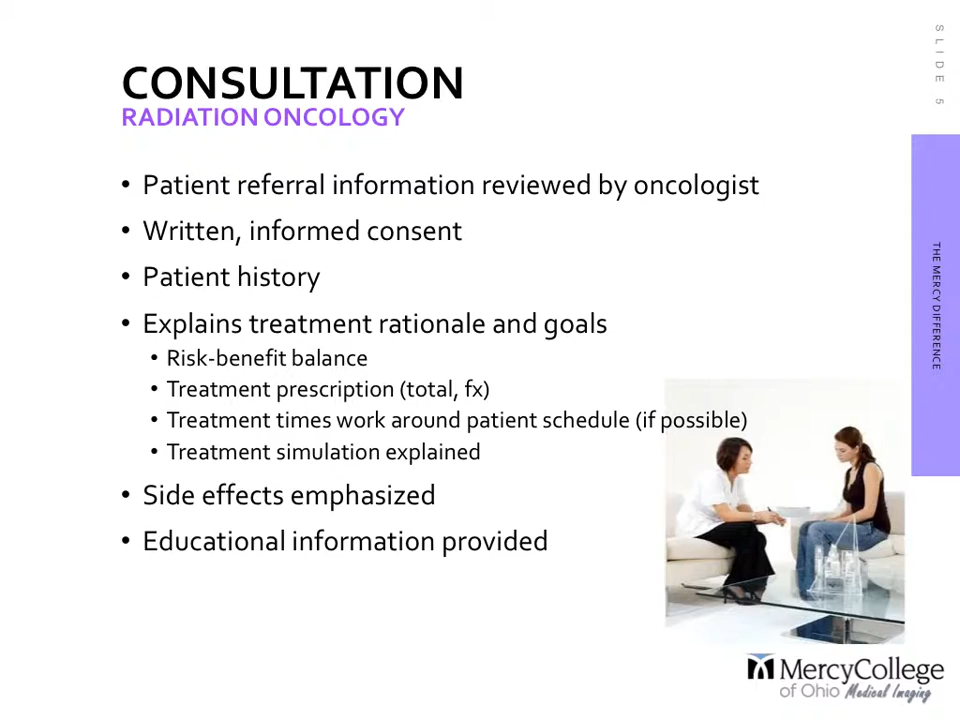 SLIDE 5
CONSULTATION
RADIATION ONCOLOGY
• Patient referral information reviewed by oncologist
• Written, informed consent
• Patient history
• Explains treatment rationale and goals
• Risk-benefit balance
• Treatment prescription (total, fx)
• Treatment times work around patient schedule (if possible)
• Treatment simulation explained
• Side effects emphasized
• Educational information provided
THE MERCY DIFFERENCE
MercyCollege
of Ohio Medical Imaging